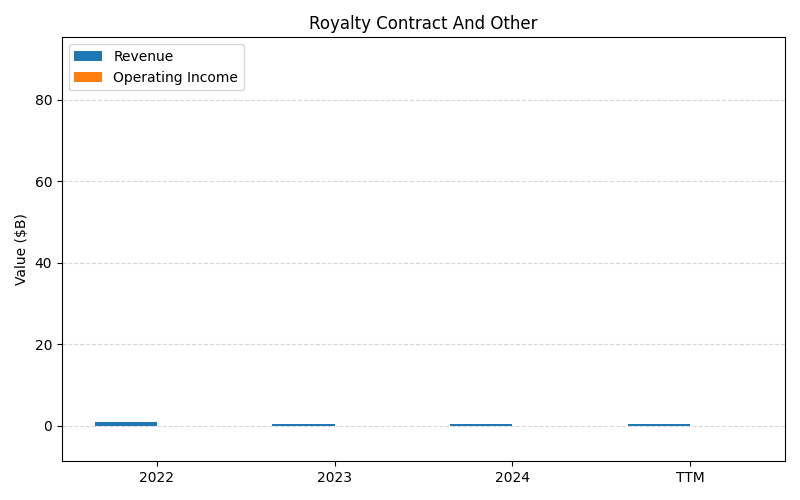 Royalty Contract And Other
Revenue
Operating Income
Value ($B)
80
60
40
20
0
2022
2023
2024
TTM